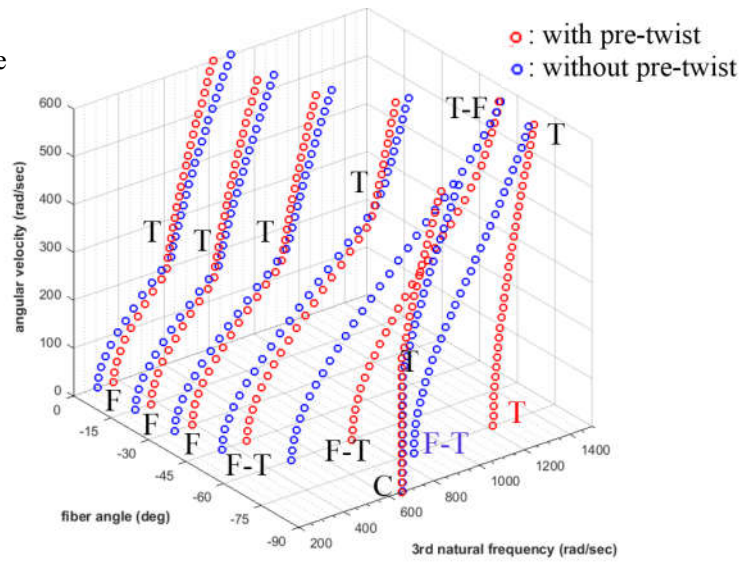 e
: with pre-twist
: without pre-twist
600
500
400
300
200
100
0
angular velocity (rad/sec)
T-F
T
T
T
T
T
T
F
F
F
F-T
F-T
F-T
T
C
0
-15
-30
-45
-60
-75
-90
fiber angle (deg)
200
400
600
800
1000
1200
1400
3rd natural frequency (rad/sec)